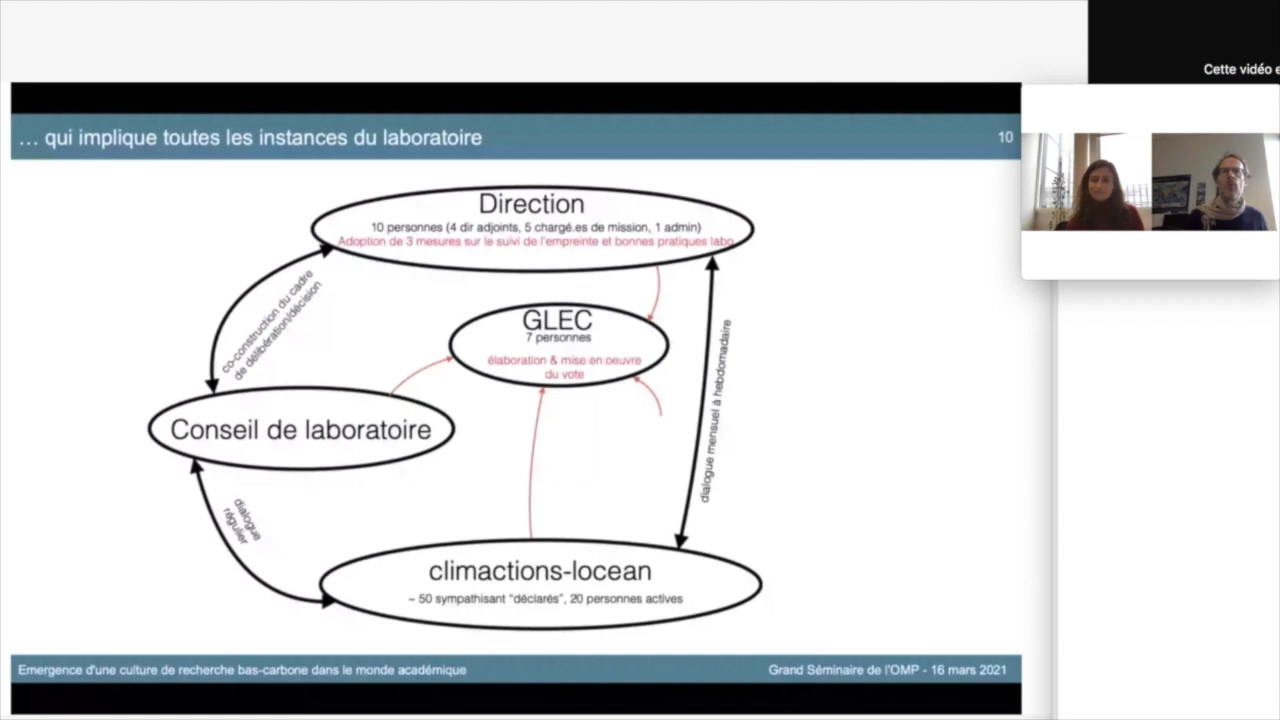 Cette vidéo e
… qui implique toutes les instances du laboratoire
10
Direction
10 personnes (4 dir adjoints, 5 chargé.es de mission, 1 admin)
Adoption de 3 mesures sur le suivi de l'empreinte et bonnes pratiques labo
co-construction du cadre
de délibération/décision
GLEC
7 personnes
élaboration & mise en oeuvre
du vote
dialogue mensuel à hebdomadaire
Conseil de laboratoire
dialogue
régulier
climactions-locean
~ 50 sympathisant "déclarés", 20 personnes actives
Emergence d'une culture de recherche bas-carbone dans le monde académique
Grand Séminaire de l'OMP - 16 mars 2021